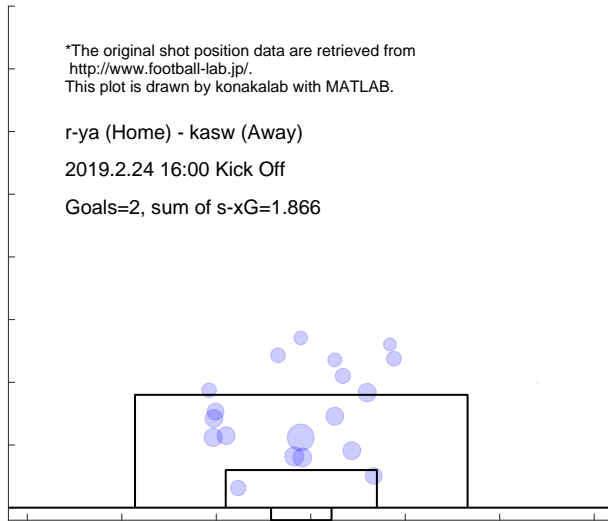 *The original shot position data are retrieved from
http://www.football-lab.jp/.
This plot is drawn by konakalab with MATLAB.
r-ya (Home) - kasw (Away)
2019.2.24 16:00 Kick Off
Goals=2, sum of s-xG=1.866